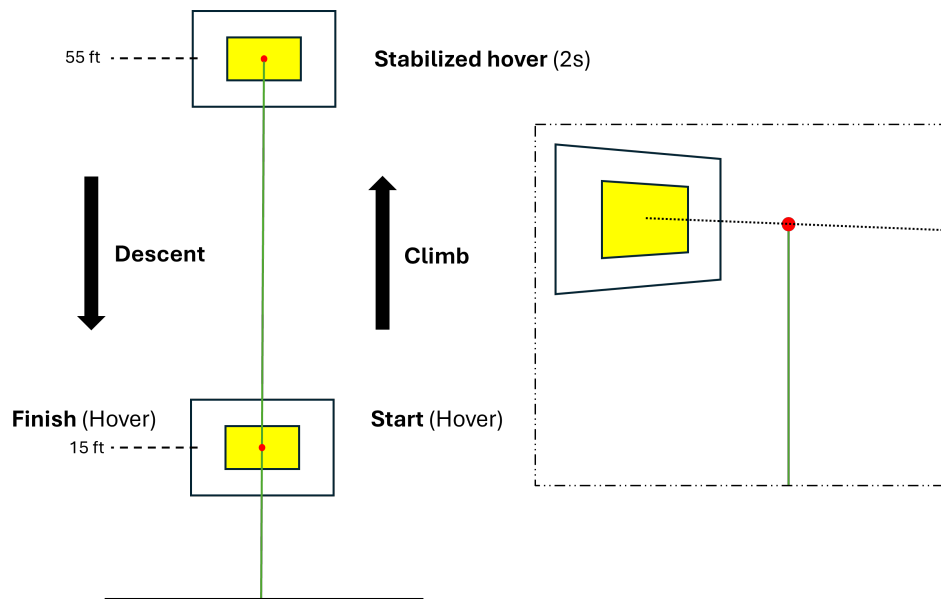 55 ft
Stabilized hover (2s)
Descent
Climb
Finish (Hover)
Start (Hover)
15 ft